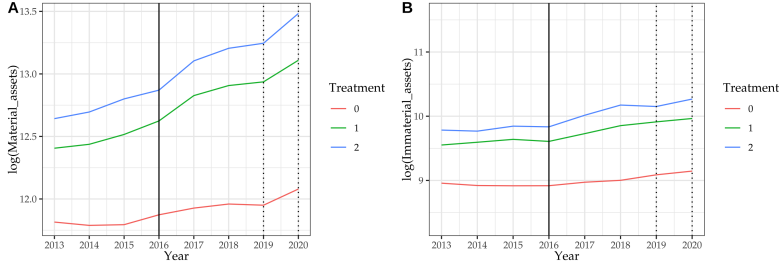 A
log(Material_assets)
13.5
13.0
12.5
12.0
2013 2014 2015 2016 2017 2018 2019 2020
Year
Treatment
0
1
2
B
log(Immaterial_assets)
11
10
9
2013 2014 2015 2016 2017 2018 2019 2020
Year
Treatment
0
1
2